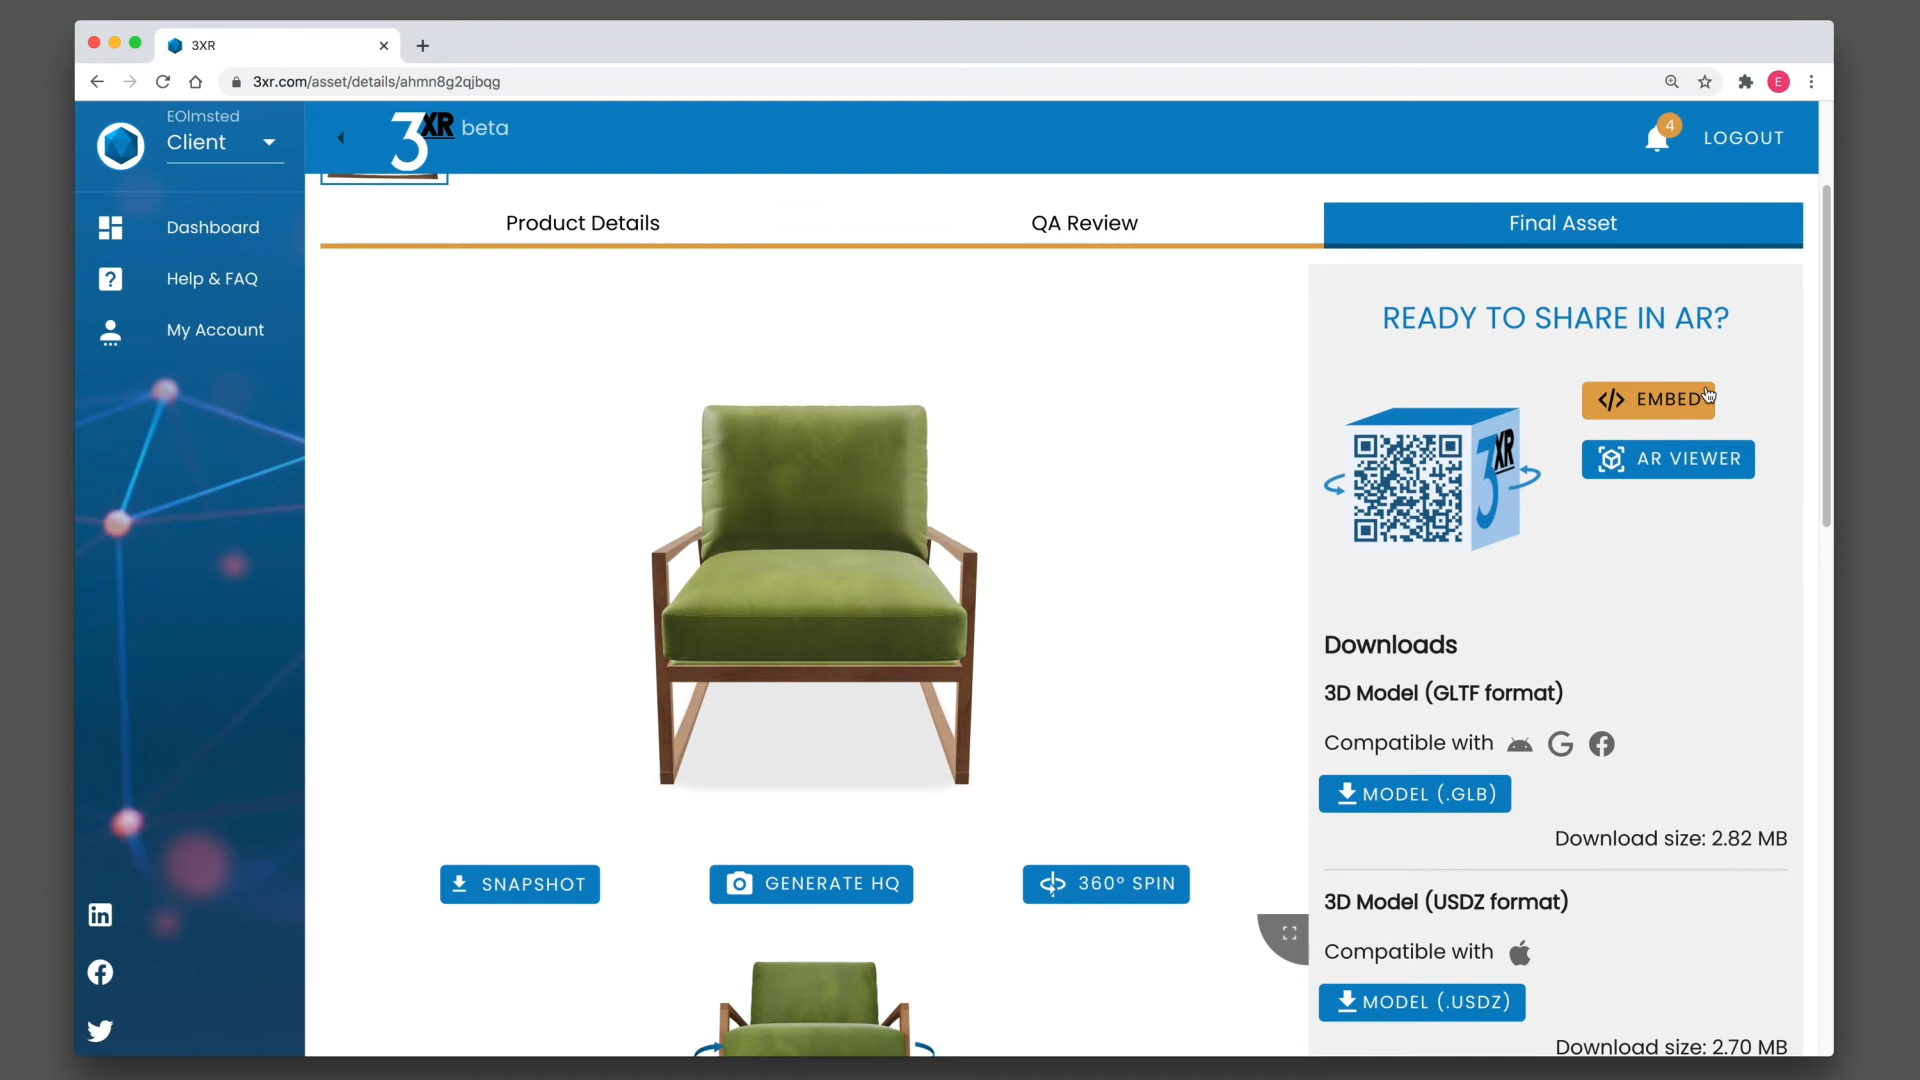 3XR
3xr.com/asset/details/ahmn8g2qjbqg
E
EOlmsted
Client
3XR beta
4
LOGOUT
Dashboard
Help & FAQ
My Account
Product Details
QA Review
Final Asset
READY TO SHARE IN AR?
</> EMBED
AR VIEWER
3XR
Downloads
3D Model (GLTF format)
Compatible with
MODEL (.GLB)
Download size: 2.82 MB
3D Model (USDZ format)
Compatible with
MODEL (.USDZ)
Download size: 2.70 MB
SNAPSHOT
GENERATE HQ
360° SPIN